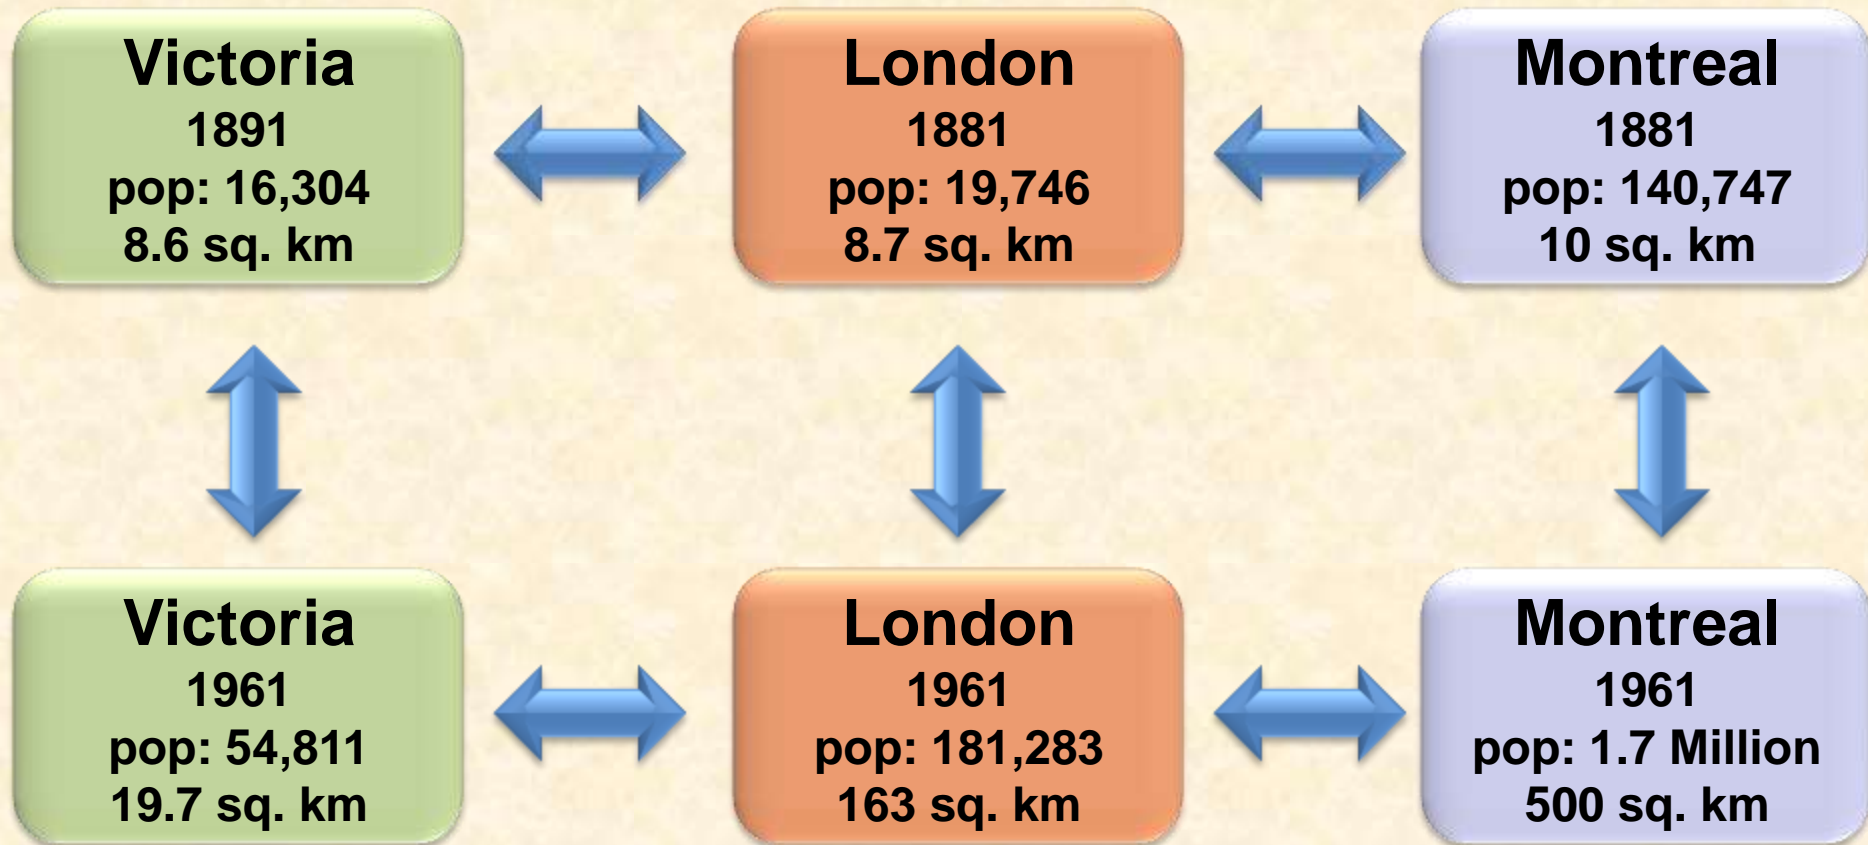 Victoria
1891
pop: 16,304
8.6 sq. km
London
1881
pop: 19,746
8.7 sq. km
Montreal
1881
pop: 140,747
10 sq. km
Victoria
1961
pop: 54,811
19.7 sq. km
London
1961
pop: 181,283
163 sq. km
Montreal
1961
pop: 1.7 Million
500 sq. km